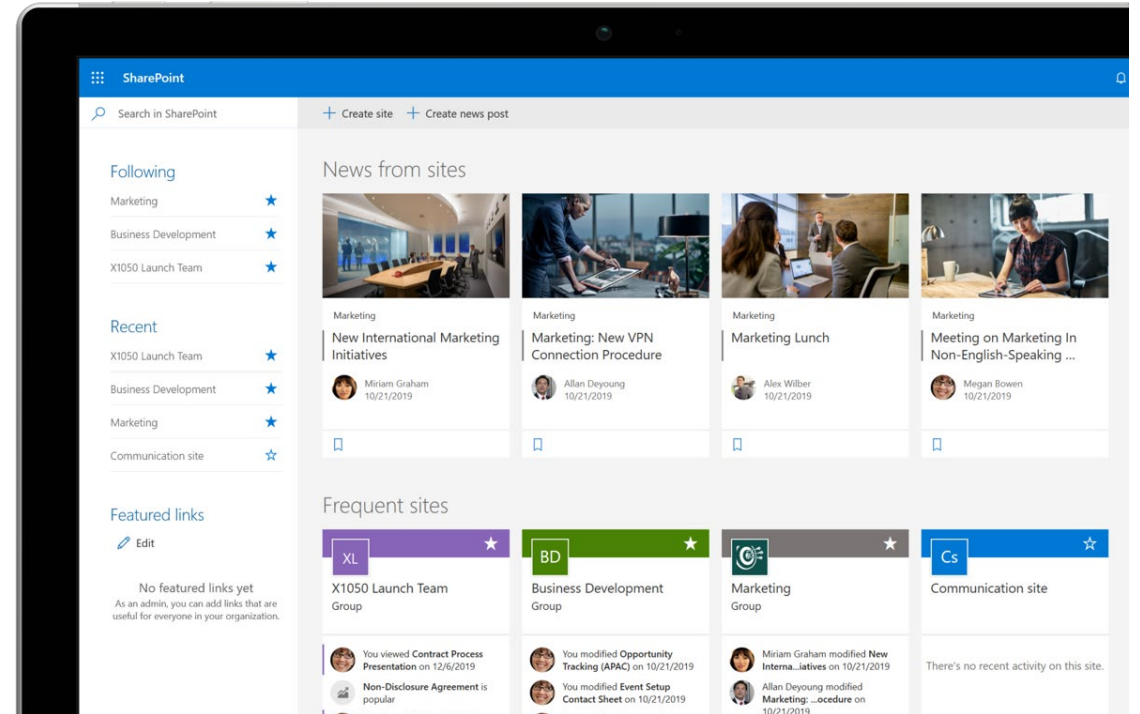 SharePoint
Search in SharePoint
Create site
Create news post
Following
Marketing
Business Development
X1050 Launch Team
Recent
X1050 Launch Team
Business Development
Marketing
Communication site
Featured links
Edit
No featured links yet
As an admin, you can add links that are
useful for everyone in your organization.
News from sites
Marketing
New International Marketing
Initiatives
Miriam Graham
10/21/2019
Marketing
Marketing: New VPN
Connection Procedure
Allan Deyoung
10/21/2019
Marketing
Marketing Lunch
Alex Wilber
10/21/2019
Marketing
Meeting on Marketing In
Non-English-Speaking ...
Megan Bowen
10/21/2019
Frequent sites
XL
X1050 Launch Team
Group
You viewed Contract Process
Presentation on 12/6/2019
Non-Disclosure Agreement is
popular
BD
Business Development
Group
You modified Opportunity
Tracking (APAC) on 10/21/2019
You modified Event Setup
Contact Sheet on 10/21/2019
Marketing
Group
Miriam Graham modified New
Interna...iatives on 10/21/2019
Allan Deyoung modified
Marketing: ...ocedure on
10/21/2019
Cs
Communication site
There's no recent activity on this site.